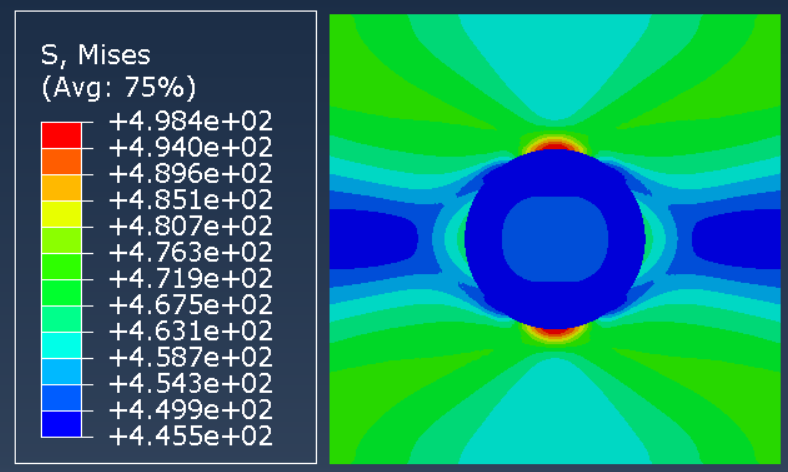 S, Mises
(Avg: 75%)
+4.984e+02
+4.940e+02
+4.896e+02
+4.851e+02
+4.807e+02
+4.763e+02
+4.719e+02
+4.675e+02
+4.631e+02
+4.587e+02
+4.543e+02
+4.499e+02
+4.455e+02